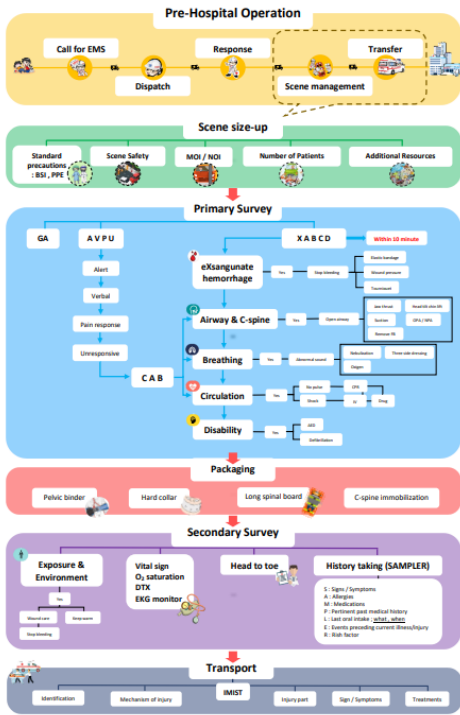 Pre-Hospital Operation
Call for EMS
Response
Transfer
Dispatch
Scene management
Scene size-up
Standard
precautions
: BSI , PPE
Scene Safety
MOI / NOI
Number of Patients
Additional Resources
Primary Survey
GA
A V P U
X A B C D
Within 10 minute
Alert
Verbal
Pain response
Unresponsive
C A B
eXsangunate
hemorrhage
Yes
Stop bleeding
Elastic bandage
Wound pressure
Tourniquet
Airway & C-spine
Yes
Open airway
Jaw thrust
Head tilt chin lift
Suction
OPA / NPA
Remove FB
Breathing
Yes
Abnormal sound
Nebulization
Three side dressing
Oxygen
Circulation
Yes
No pulse
CPR
Shock
IV
Drug
Disability
Yes
AED
Defibrillator
Packaging
Pelvic binder
Hard collar
Long spinal board
C-spine immobilization
Secondary Survey
Exposure &
Environment
Yes
Wound care
Keep warm
Stop bleeding
Vital sign
O₂ saturation
DTX
EKG monitor
Head to toe
History taking (SAMPLER)
S : Signs / Symptoms
A : Allergies
M : Medications
P : Pertinent past medical history
L : Last oral intake : what , when
E : Events preceding current illness/injury
R : Risk factor
Transport
IMIST
Identification
Mechanism of injury
Injury part
Sign / Symptoms
Treatments